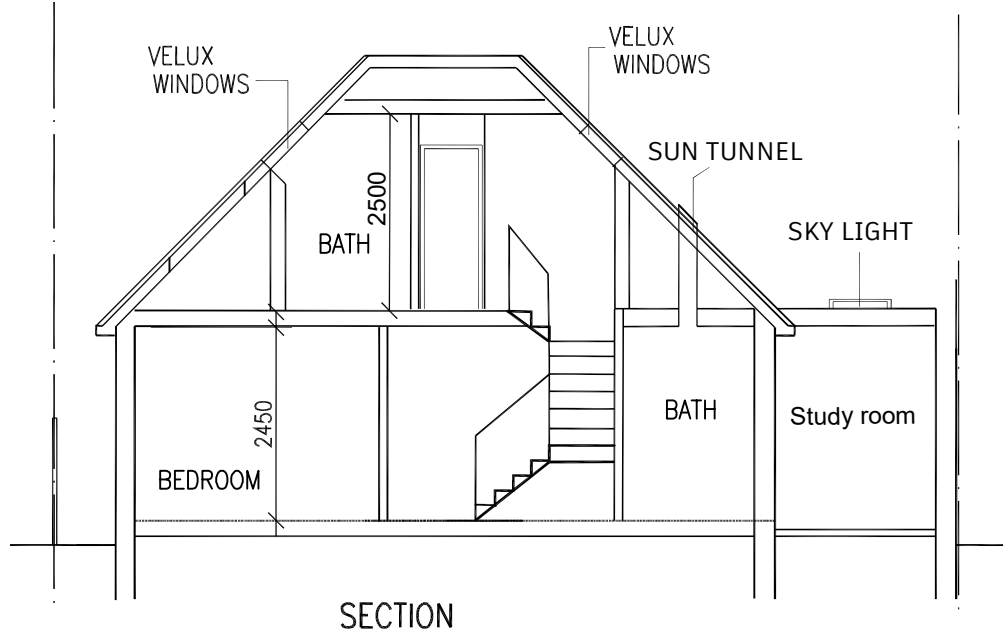 VELUX
WINDOWS
VELUX
WINDOWS
SUN TUNNEL
SKY LIGHT
2500
BATH
2450
BATH
Study room
BEDROOM
SECTION